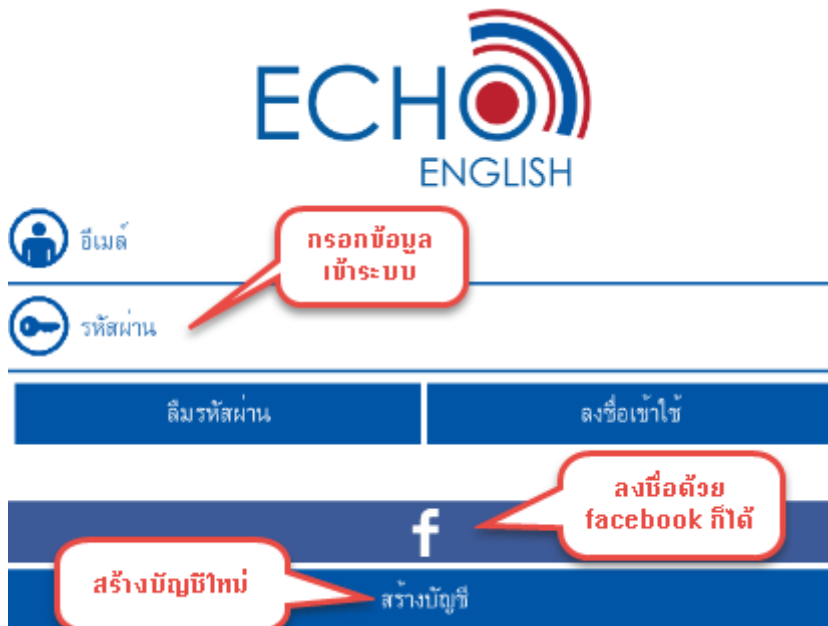 ECHO
ENGLISH
อีเมล์
กรอกข้อมูล
เข้าระบบ
รหัสผ่าน
ลืมรหัสผ่าน
ลงชื่อเข้าใช้
ลงชื่อด้วย
facebook ก็ได้
f
สร้างบัญชีใหม่
สร้างบัญชี